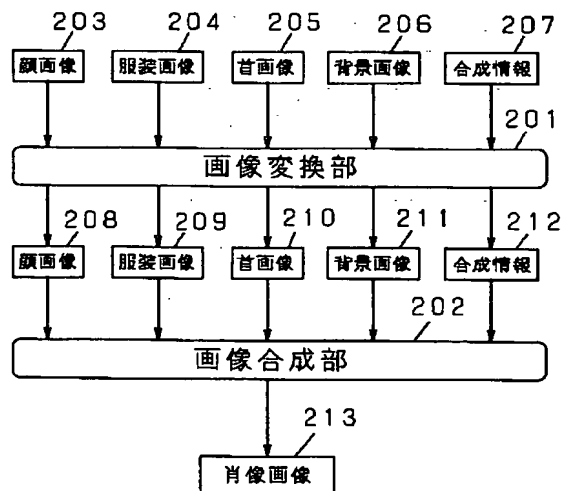 203 204 205 206 207
顔画像 服装画像 首画像 背景画像 合成情報
201
画像変換部
208 209 210 211 212
顔画像 服装画像 首画像 背景画像 合成情報
202
画像合成部
213
肖像画像